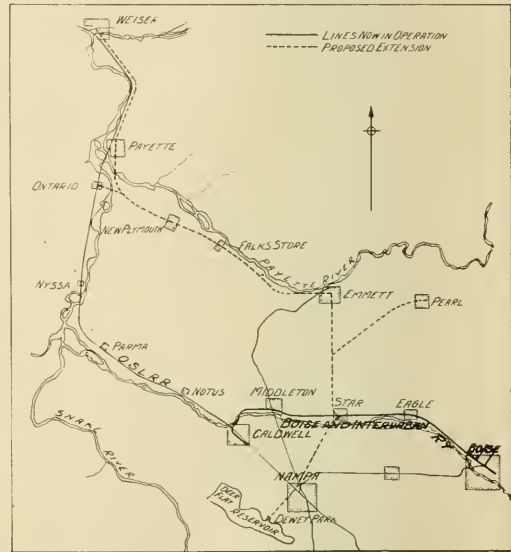 WEISER
LINES NOW IN OPERATION
PROPOSED EXTENSION
PAYETTE
ONTARIO
NEW PLYMOUTH
FALKS STORE
PAYETTE RIVER
NYSSA
EMMETT
PEARL
PARMA
O S L R R
NOTUS
MIDDLETON
STAR
EAGLE
BOISE AND INTERURBAN RY
BOISE
CALDWELL
SNAKE RIVER
NAMPA
DEER FLAT RESERVOIR
DEWEY PARK